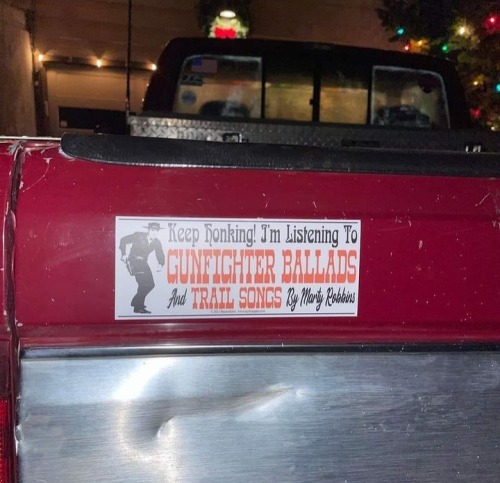 Keep Honking! I'm Listening To
GUNFIGHTER BALLADS
And TRAIL SONGS By Marty Robbins